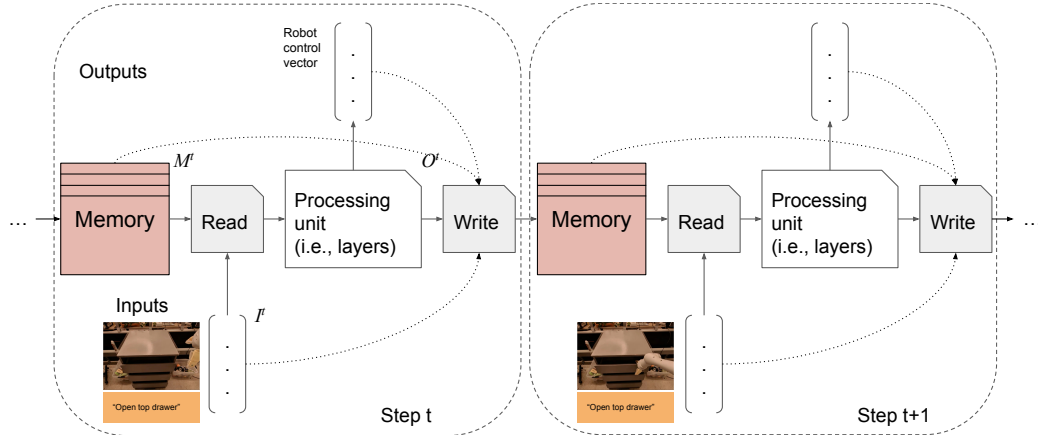 Robot
control
vector
Outputs
M^t
O^t
...
Memory
Read
Processing
unit
(i.e., layers)
Write
Memory
Read
Processing
unit
(i.e., layers)
Write
...
Inputs
I^t
"Open top drawer"
Step t
"Open top drawer"
Step t+1